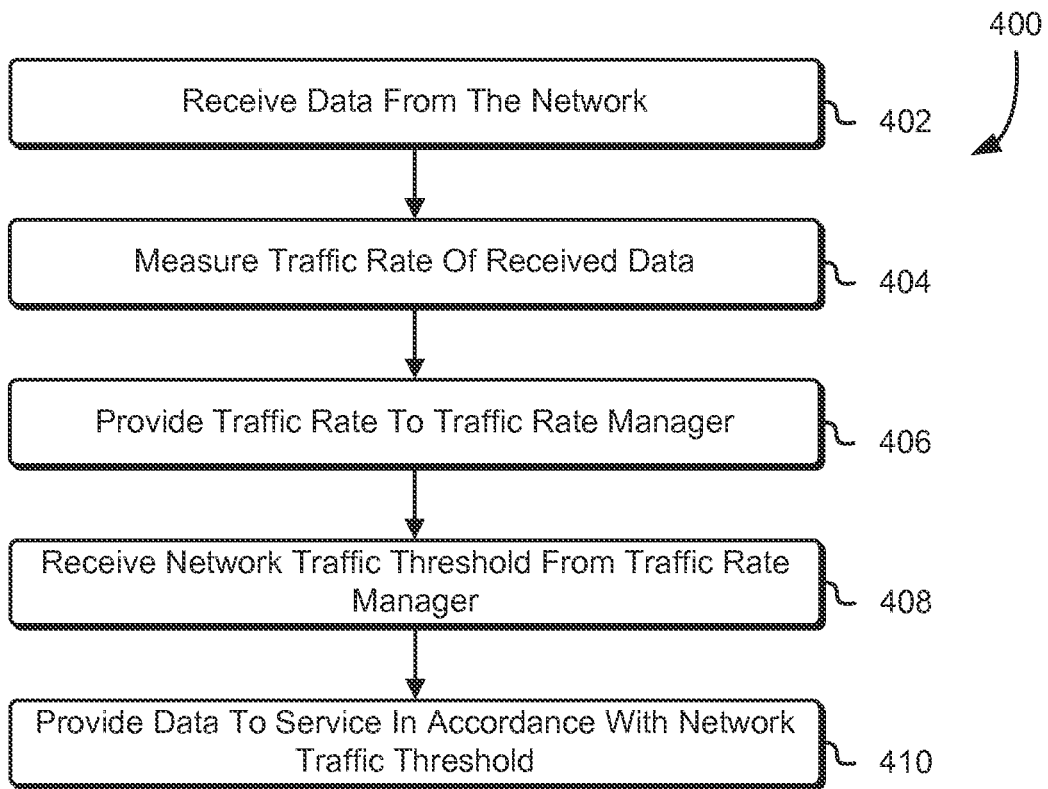 400
Receive Data From The Network
402
Measure Traffic Rate Of Received Data
404
Provide Traffic Rate To Traffic Rate Manager
406
Receive Network Traffic Threshold From Traffic Rate
Manager
408
Provide Data To Service In Accordance With Network
Traffic Threshold
410